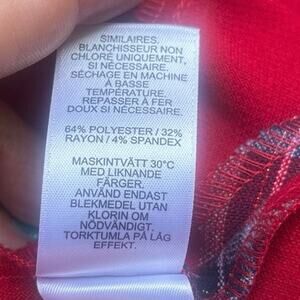 SIMILAIRES.
BLANCHISSEUR NON
CHLORÉ UNIQUEMENT,
SI NÉCESSAIRE.
SÉCHAGE EN MACHINE
À BASSE
TEMPÉRATURE.
REPASSER À FER
DOUX SI NÉCESSAIRE.
64% POLYESTER / 32%
RAYON / 4% SPANDEX
MASKINTVÄTT 30°C
MED LIKNANDE
FÄRGER.
ANVÄND ENDAST
BLEKMEDEL UTAN
KLORIN OM
NÖDVÄNDIGT.
TORKTUMLA PÅ LÅG
EFFEKT.